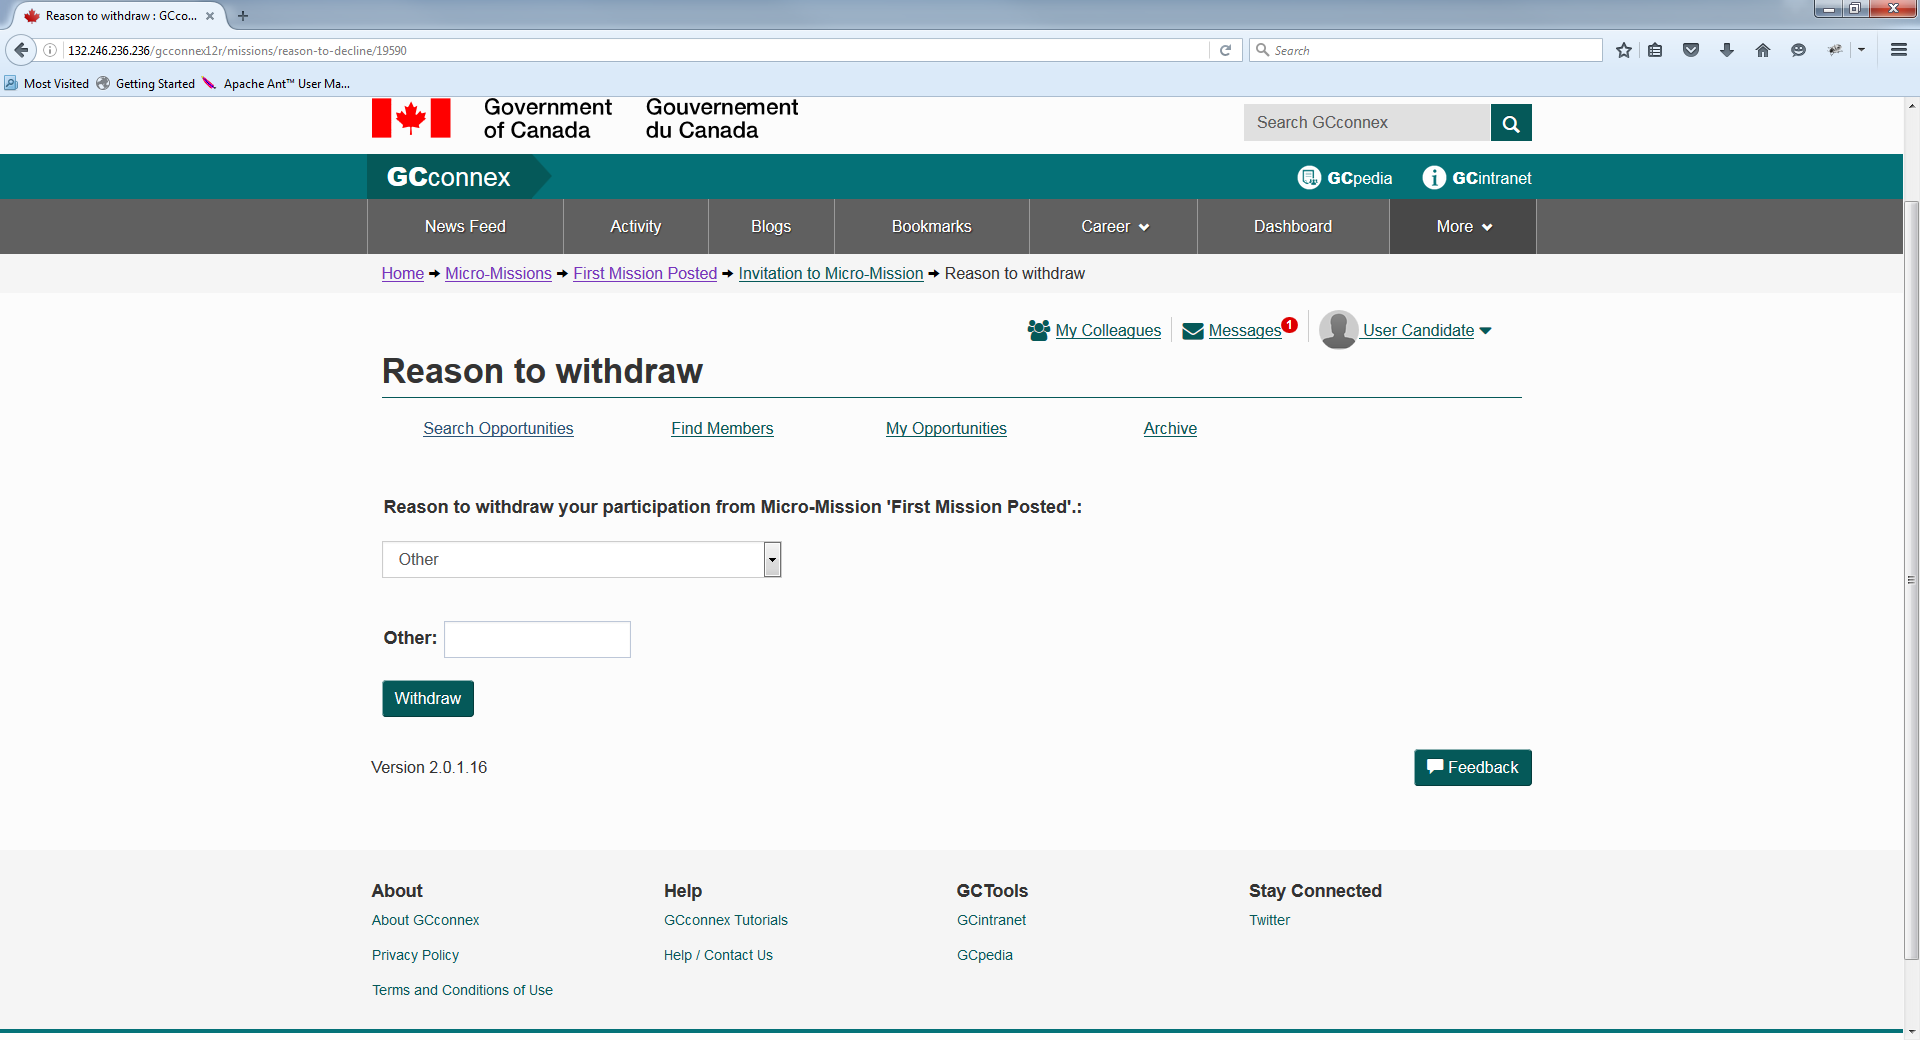 Reason to withdraw : GCco...
132.246.236.236/gcconnex12r/missions/reason-to-decline/19590
Search
Most Visited Getting Started Apache Ant™ User Ma...
Government of Canada
Gouvernement du Canada
Search GCconnex
GCconnex
GCpedia GCintranet
News Feed Activity Blogs Bookmarks Career Dashboard More
Home Micro-Missions First Mission Posted Invitation to Micro-Mission Reason to withdraw
My Colleagues Messages 1 User Candidate
Reason to withdraw
Search Opportunities Find Members My Opportunities Archive
Reason to withdraw your participation from Micro-Mission 'First Mission Posted'.:
Other
Other:
Withdraw
Version 2.0.1.16
Feedback
About Help GCTools Stay Connected
About GCconnex GCconnex Tutorials GCintranet Twitter
Privacy Policy Help / Contact Us GCpedia
Terms and Conditions of Use